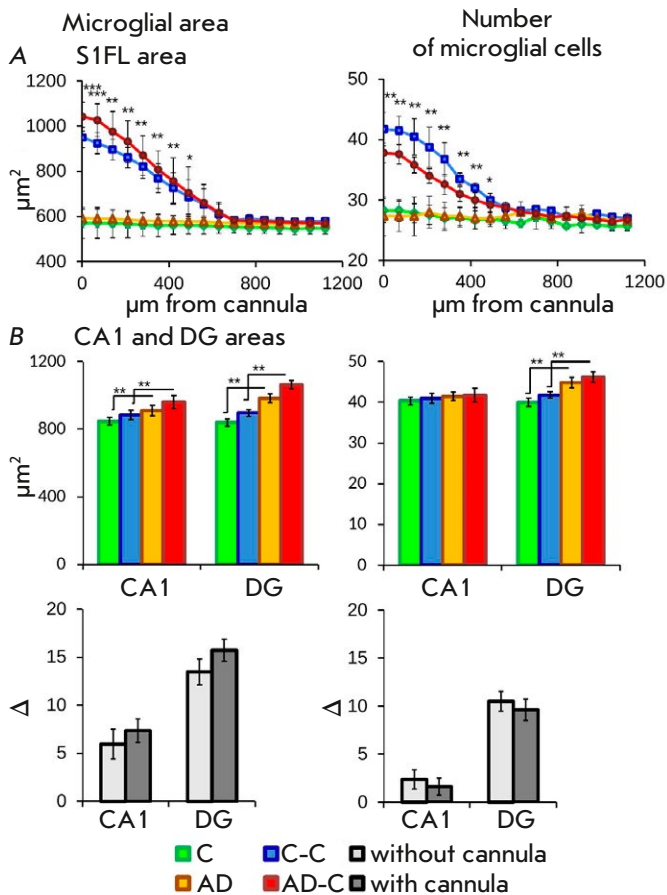 Microglial area
Number
of microglial cells
A S1FL area
1200
1000
800
600
400
μm²
*** *** ** ** ** ** ** *
0 400 800 1200
μm from cannula
50
40
30
20
** ** ** ** ** ** ** *
0 400 800 1200
μm from cannula
B CA1 and DG areas
1200
800
400
0
μm²
** ** ** **
CA1 DG
50
40
30
20
10
0
** **
CA1 DG
20
15
10
5
0
Δ
CA1 DG
20
15
10
5
0
Δ
CA1 DG
C C-C without cannula
AD AD-C with cannula